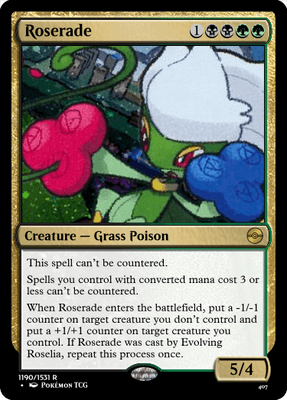 Roserade 1
Creature — Grass Poison
This spell can't be countered.
Spells you control with converted mana cost 3
or less can't be countered.
When Roserade enters the battlefield, put a -1/-1
counter on target creature you don't control and
put a +1/+1 counter on target creature you
control. If Roserade was cast by Evolving
Roselia, repeat this process once.
5/4
1190/1531 R
• Pokémon TCG
497